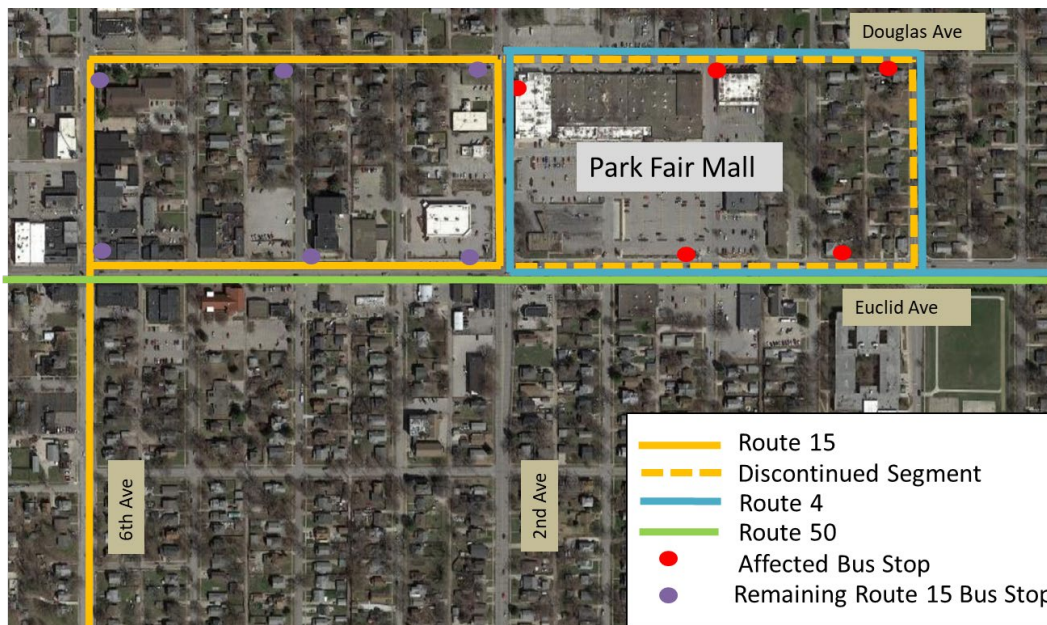 Douglas Ave
Park Fair Mall
Euclid Ave
6th Ave
2nd Ave
Route 15
Discontinued Segment
Route 4
Route 50
Affected Bus Stop
Remaining Route 15 Bus Stop